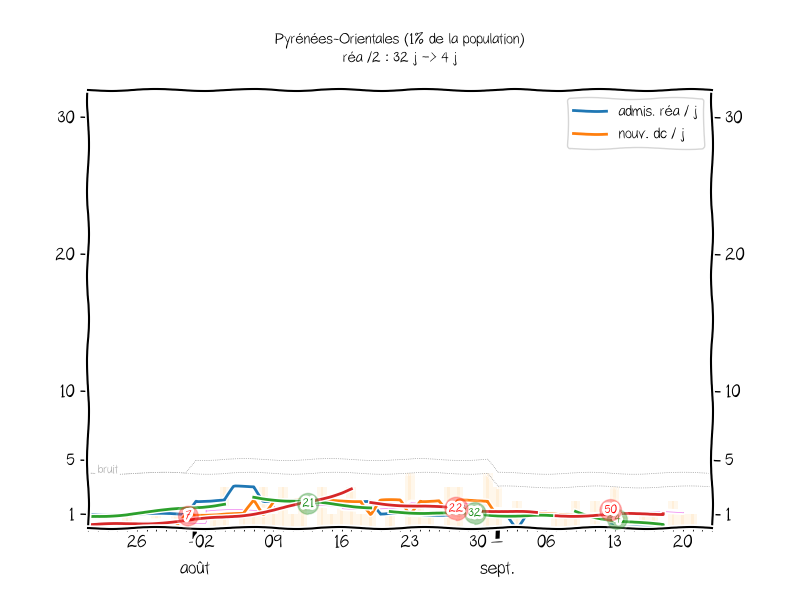 Pyrénées-Orientales (1% de la population)
réa /2 : 32 j -> 4 j
admis. réa / j
nouv. dc / j
30 30
20 20
10 10
5 5
bruit
1 1
7 21 22 32 50 4
26 02 09 16 23 30 06 13 20
août sept.